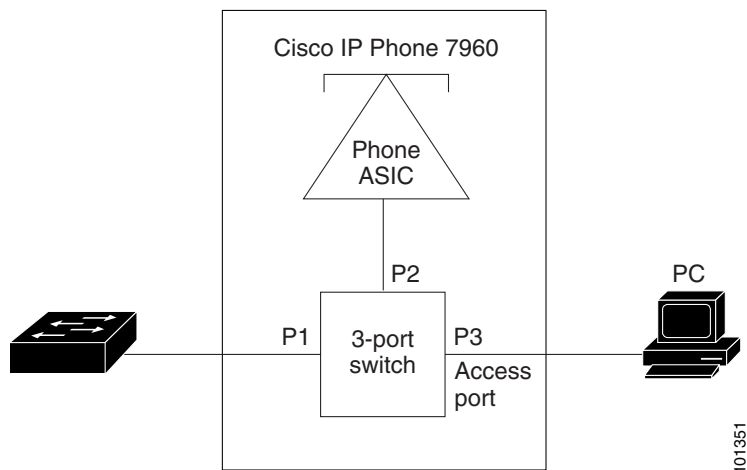 Cisco IP Phone 7960
Phone
ASIC
P2
PC
P1
3-port
switch
P3
Access
port
101351